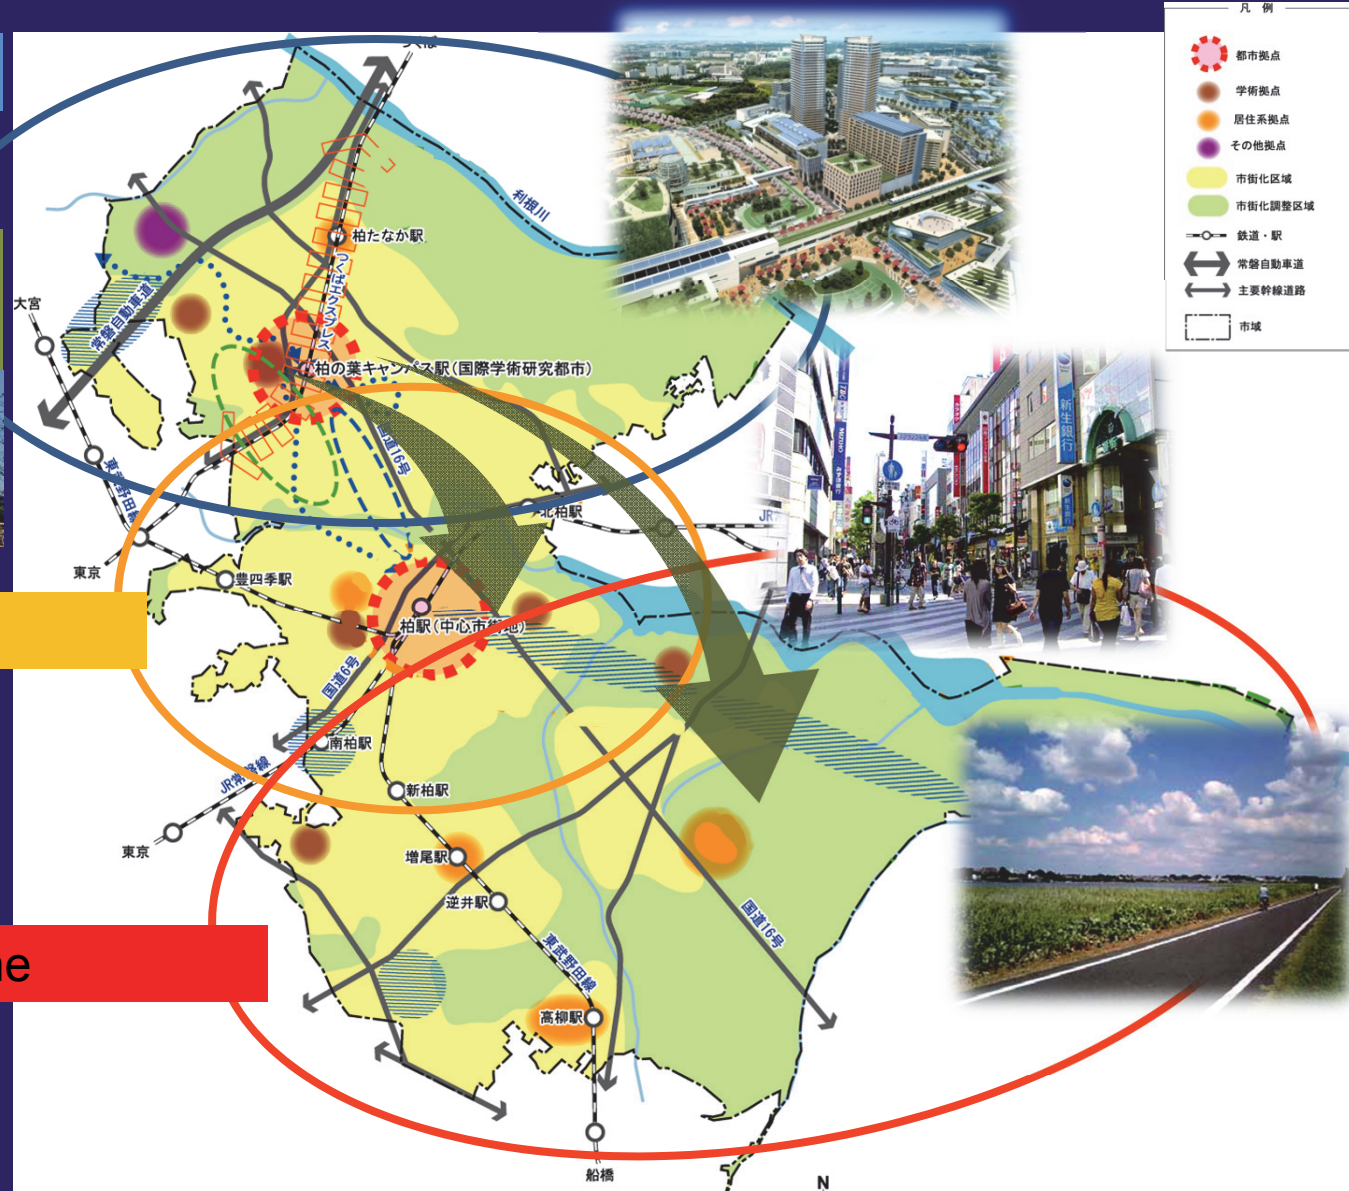 凡 例
都市拠点
学術拠点
居住系拠点
その他拠点
市街化区域
市街化調整区域
鉄道・駅
常磐自動車道
主要幹線道路
市域
つくば
利根川
柏たなか駅
つくばエクスプレス
大宮
常磐自動車道
柏の葉キャンパス駅(国際学術研究都市)
国道16号
東武野田線
北柏駅
JR
東京
豊四季駅
柏駅(中心市街地)
国道6号
南柏駅
JR常磐線
新柏駅
東京
増尾駅
逆井駅
国道16号
東武野田線
高柳駅
船橋
N
新生銀行
MIZUHO